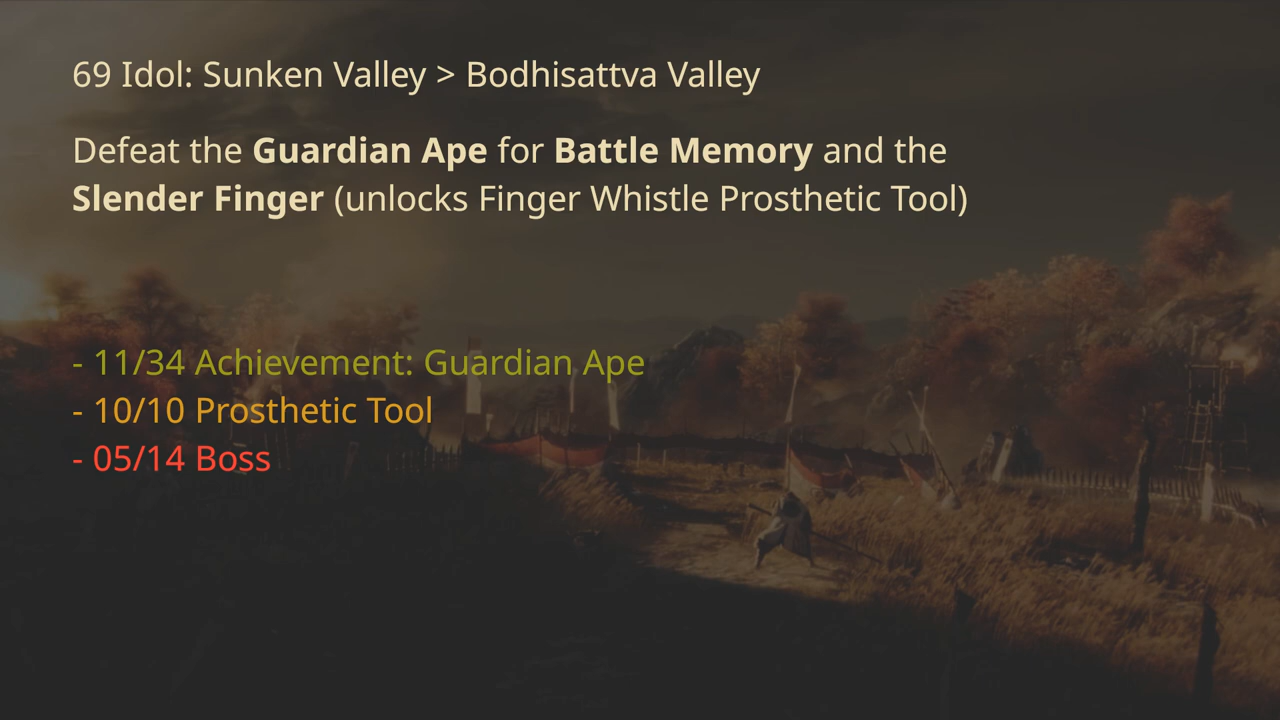 69 Idol: Sunken Valley > Bodhisattva Valley
Defeat the Guardian Ape for Battle Memory and the
Slender Finger (unlocks Finger Whistle Prosthetic Tool)
- 11/34 Achievement: Guardian Ape
- 10/10 Prosthetic Tool
- 05/14 Boss